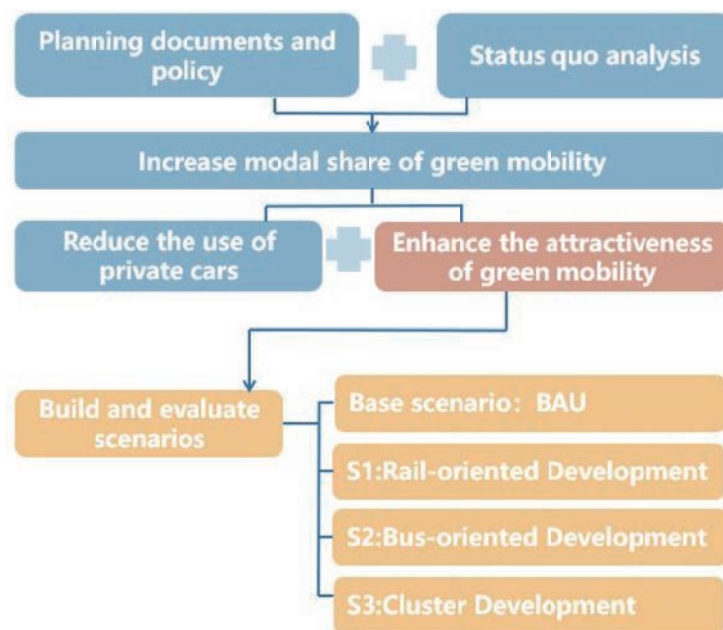 Planning documents and
policy
Status quo analysis
Increase modal share of green mobility
Reduce the use of
private cars
Enhance the attractiveness
of green mobility
Build and evaluate
scenarios
Base scenario: BAU
S1:Rail-oriented Development
S2:Bus-oriented Development
S3:Cluster Development